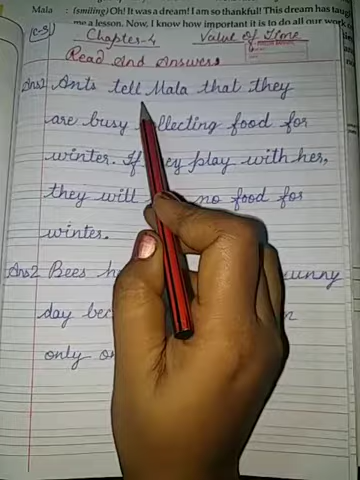 Mala : (smiling) Oh! It was a dream! I am so thankful! This dream has taught
me a lesson. Now, I know how important it is to do all our work
C-5) Chapter-4 Value of Time
Read And Answers
Ans1 Ants tell Mala that they
are busy collecting food for
winter. If they play with her,
they will no food for
winter.
Ans2 Bees h sunny
day bec
only o